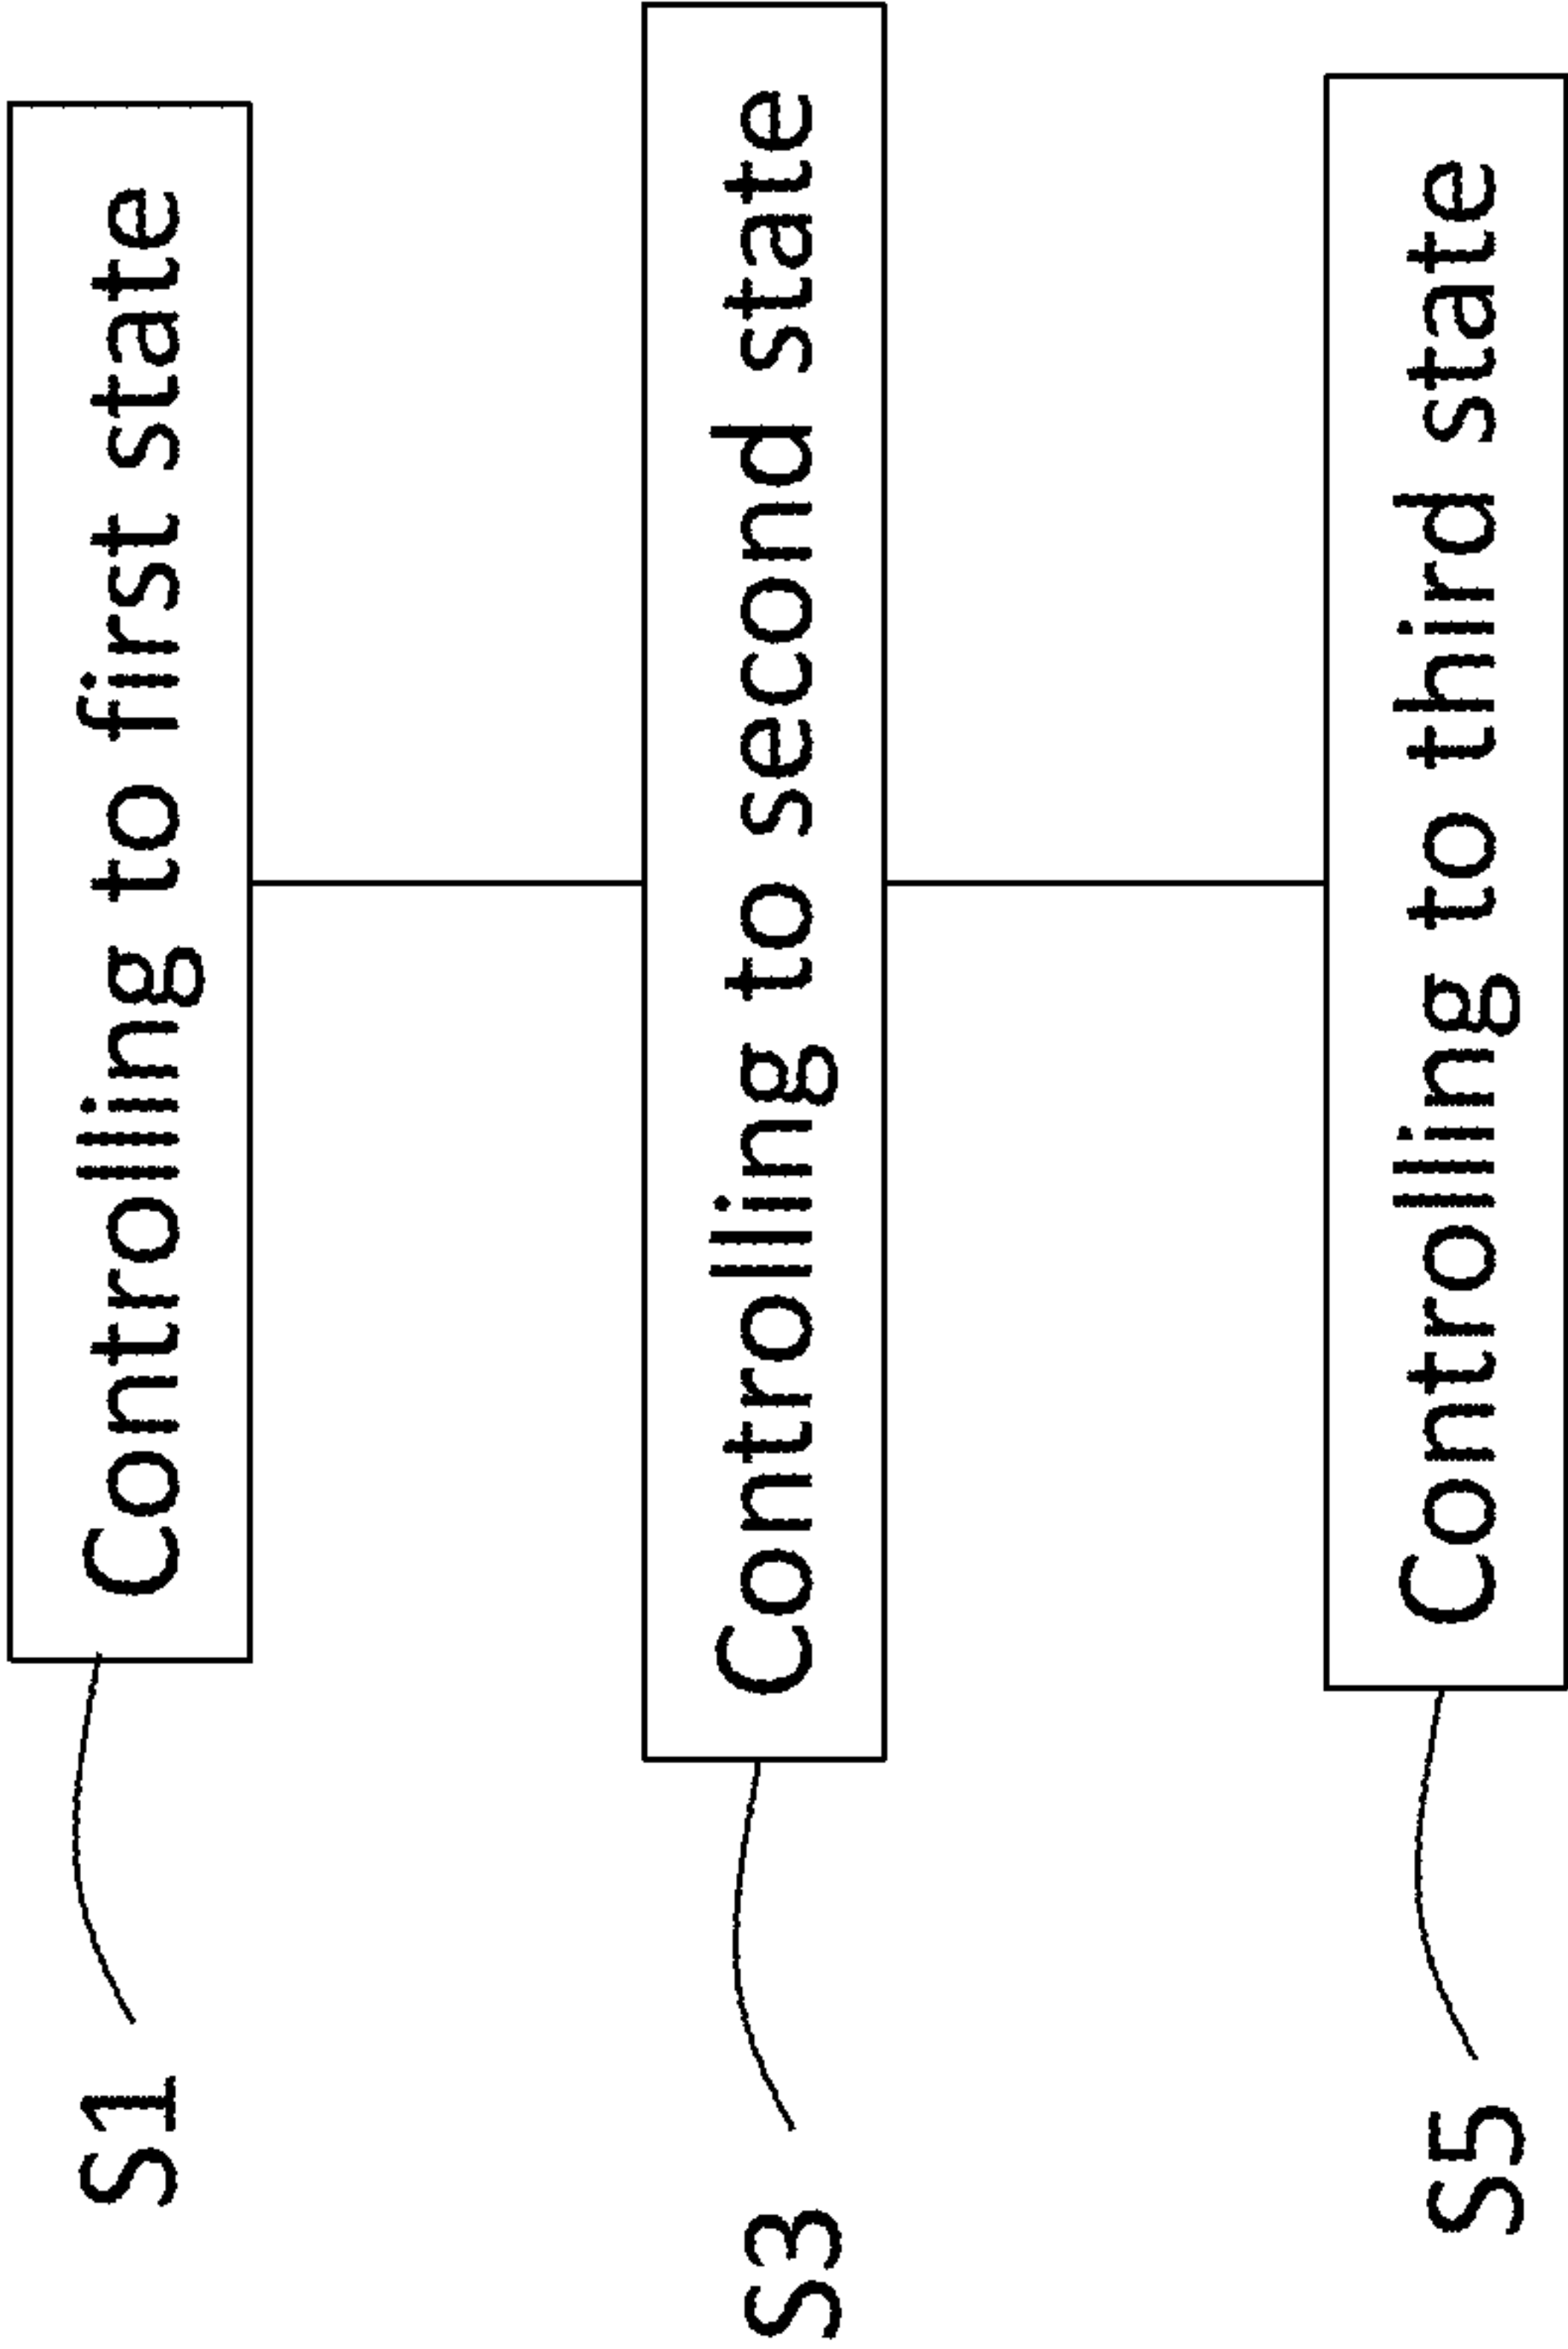 S1
Controlling to first state
S3
Controlling to second state
S5
Controlling to third state